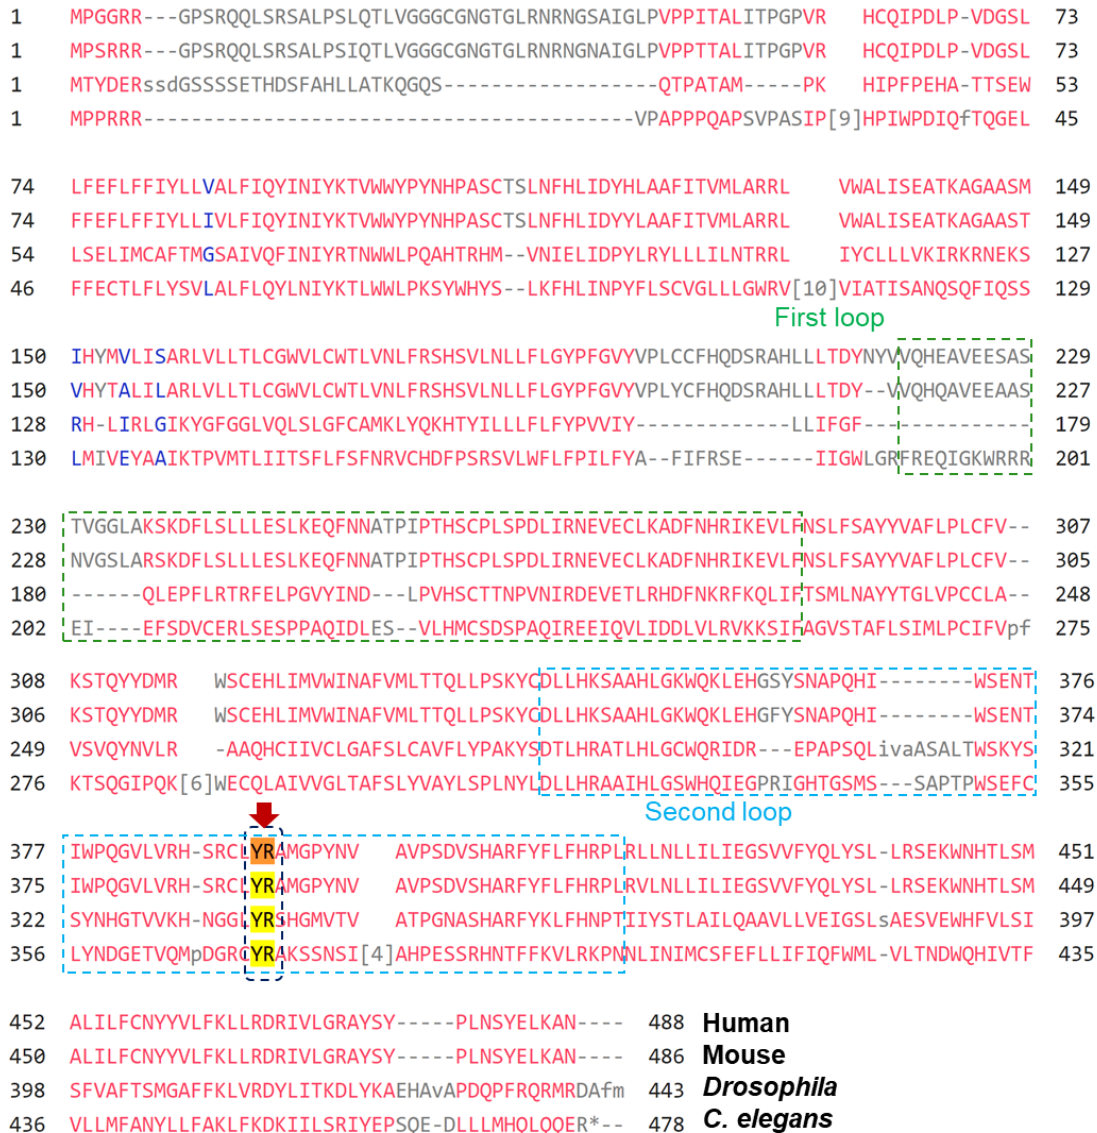 1 MPGGRR---GPSRQQLSRSALPSLQTLVGGGCGNGTGLRNRNGSAIGLPVPPITALITPGPVR HCQIPDLP-VDGSL 73
1 MPSRRR---GPSRQQLSRSALPSIQTLVGGGCGNGTGLRNRNGNAIGLPVPPTTALITPGPVR HCQIPDLP-VDGSL 73
1 MTYDERssdGSSSSETHDSFAHLLATKQGQS------------------QTPATAM-----PK HIPFPEHA-TTSEW 53
1 MPPRRR-----------------------------------------VPAPPPQAPSVPASIP[9]HPIWPDIQfTQGEL 45
74 LFEFLFFIYLLVALFIQYINIYKTVWWYPYNHPASCTSLNFHLIDYHLAAFITVMLARRL VWALISEATKAGAASM 149
74 FFEFLFFIYLLIVLFIQYINIYKTVWWYPYNHPASCTSLNFHLIDYYLAAFITVMLARRL VWALISEATKAGAAST 149
54 LSELIMCAFTMGSAIVQFINIYRTNWWLPQAHTRHM--VNIELIDPYLRYLLLILNTRRL IYCLLLVKIRKRNEKS 127
46 FFECTLFLYSVLALFLQYLNIYKTLWWLPKSYWHYS--LKFHLINPYFLSCVGLLLGWRV[10]VIATISANQSQFIQSS 129
First loop
150 IHYMVLISARLVLLTLCGWVLCWTLVNLFRSHSVLNLLFLGYPFGVYVPLCCFHQDSRAHLLLTDYNYVVQHEAVEESAS 229
150 VHYTALILARLVLLTLCGWVLCWTLVNLFRSHSVLNLLFLGYPFGVYVPLYCFHQDSRAHLLLTDY--VVQHQAVEEAAS 227
128 RH-LIRLGIKYGFGGLVQLSLGFCAMKLYQKHTYILLLFLFYPVVIY-------------LLIFGF-------------- 179
130 LMIVEYAAIKTPVMTLIITSFLFSFNRVCHDFPSRSVLWFLFPILFYA--FIFRSE------IIGWLGRFREQIGKWRRR 201
230 TVGGLAKSKDFLSLLLESLKEQFNNATPIPTHSCPLSPDLIRNEVECLKADFNHRIKEVLFNSLFSAYYVAFLPLCFV-- 307
228 NVGSLARSKDFLSLLLESLKEQFNNATPIPTHSCPLSPDLIRNEVECLKADFNHRIKEVLFNSLFSAYYVAFLPLCFV-- 305
180 ------QLEPFLRTRFELPGVYIND---LPVHSCTTNPVNIRDEVETLRHDFNKRFKQLIFTSMLNAYYTGLVPCCLA-- 248
202 EI----EFSDVCERLSESPPAQIDLES--VLHMCSDSPAQIREEIQVLIDDLVLRVKKSIFAGVSTAFLSIMLPCIFVpf 275
308 KSTQYYDMR WSCEHLIMVWINAFVMLTTQLLPSKYCDLLHKSAAHLGKWQKLEHGSYSNAPQHI--------WSENT 376
306 KSTQYYDMR WSCEHLIMVWINAFVMLTTQLLPSKYCDLLHKSAAHLGKWQKLEHGFYSNAPQHI--------WSENT 374
249 VSVQYNVLR -AAQHCIIVCLGAFSLCAVFLYPAKYSDTLHRATLHLGCWQRIDR---EPAPSQLivaASALTWSKYS 321
276 KTSQGIPQK[6]WECQLAIVVGLTAFSLYVAYLSPLNYLDLLHRAAIHLGSWHQIEGPRIGHTGSMS---SAPTPWSEFC 355
Second loop
377 IWPQGVLVRH-SRCLYRAMGPYNV AVPSDVSHARFYFLFHRPLRLLNLLILIEGSVVFYQLYSL-LRSEKWNHTLSM 451
375 IWPQGVLVRH-SRCLYRAMGPYNV AVPSDVSHARFYFLFHRPLRVLNLLILIEGSVVFYQLYSL-LRSEKWNHTLSM 449
322 SYNHGTVVKH-NGGLYRSHGMVTV ATPGNASHARFYKLFHNPTIIYSTLAILQAAVLLVEIGSLsAESVEWHFVLSI 397
356 LYNDGETVQMpDGRCYRAKSSNSI[4]AHPESSRHNTFFKVLRKPNNLINIMCSFEFLLIFIQFWML-VLTNDWQHIVTF 435
452 ALILFCNYYVLFKLLRDRIVLGRAYSY-----PLNSYELKAN---- 488 Human
450 ALILFCNYYVLFKLLRDRIVLGRAYSY-----PLNSYELKAN---- 486 Mouse
398 SFVAFTSMGAFFKLVRDYLITKDLYKAEHAvAPDQPFRQRMRDAfm 443 Drosophila
436 VLLMFANYLLFAKLFKDKIILSRIYEPSQE-DLLLMHQLQQER*-- 478 C. elegans